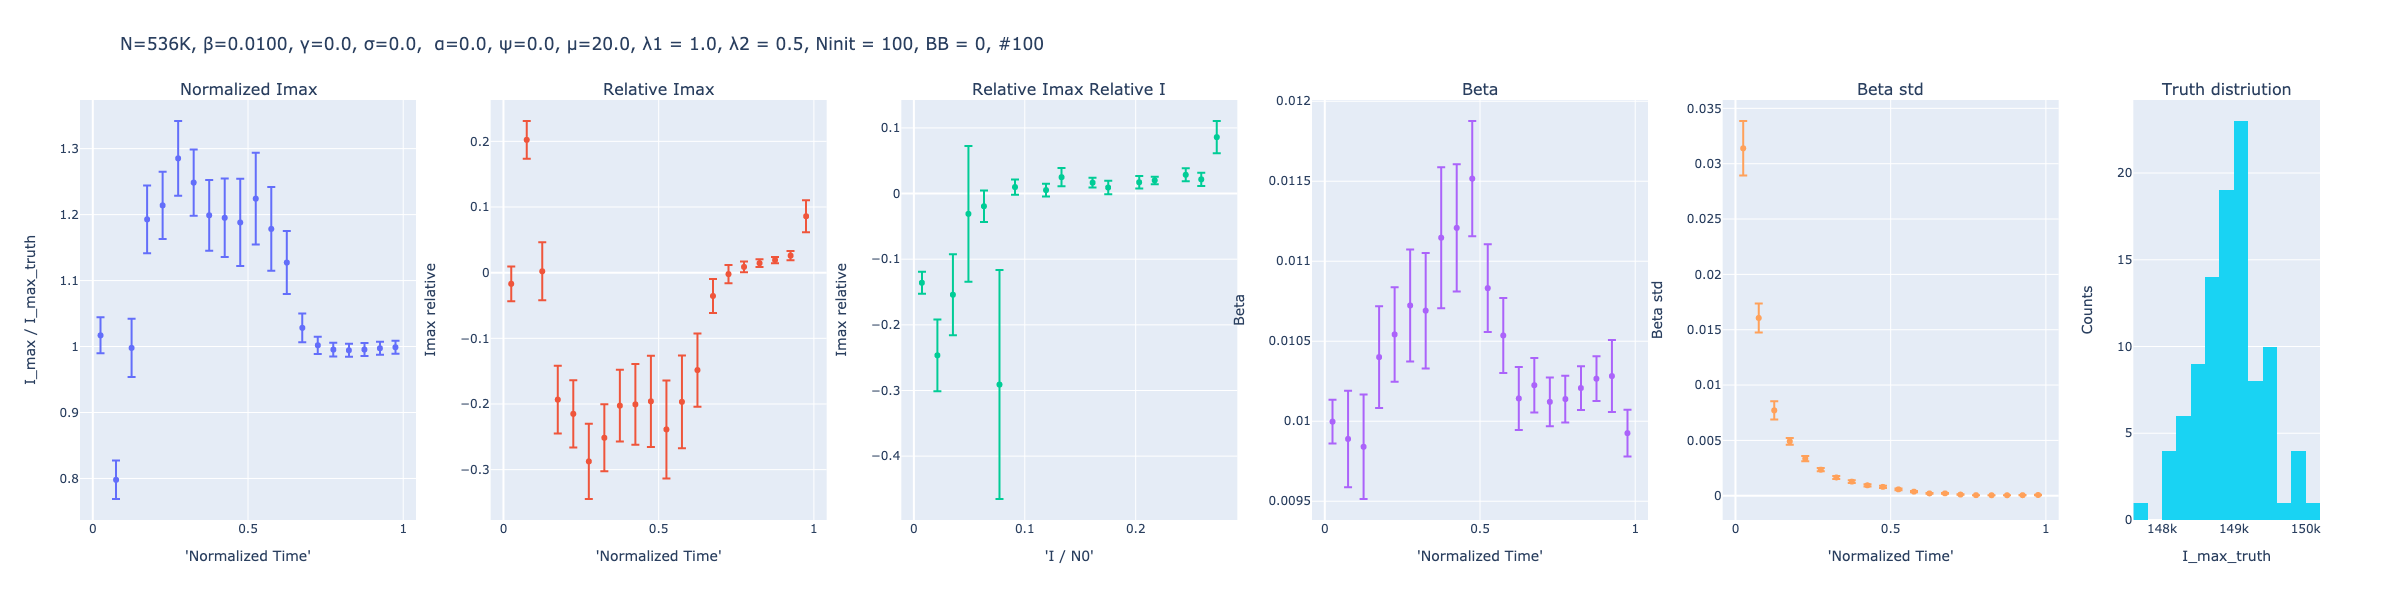 N=536K, β=0.0100, γ=0.0, σ=0.0,  α=0.0, ψ=0.0, μ=20.0, λ1 = 1.0, λ2 = 0.5, Ninit = 100, BB = 0, #100
Normalized Imax
I_max / I_max_truth
1.3
1.2
1.1
1
0.9
0.8
0
0.5
1
'Normalized Time'
Relative Imax
Imax relative
0.2
0.1
0
−0.1
−0.2
−0.3
0
0.5
1
'Normalized Time'
Relative Imax Relative I
Imax relative
0.1
0
−0.1
−0.2
−0.3
−0.4
0
0.1
0.2
'I / N0'
Beta
Beta
0.012
0.0115
0.011
0.0105
0.01
0.0095
0
0.5
1
'Normalized Time'
Beta std
Beta std
0.035
0.03
0.025
0.02
0.015
0.01
0.005
0
0
0.5
1
'Normalized Time'
Truth distriution
Counts
20
15
10
5
0
148k
149k
150k
I_max_truth